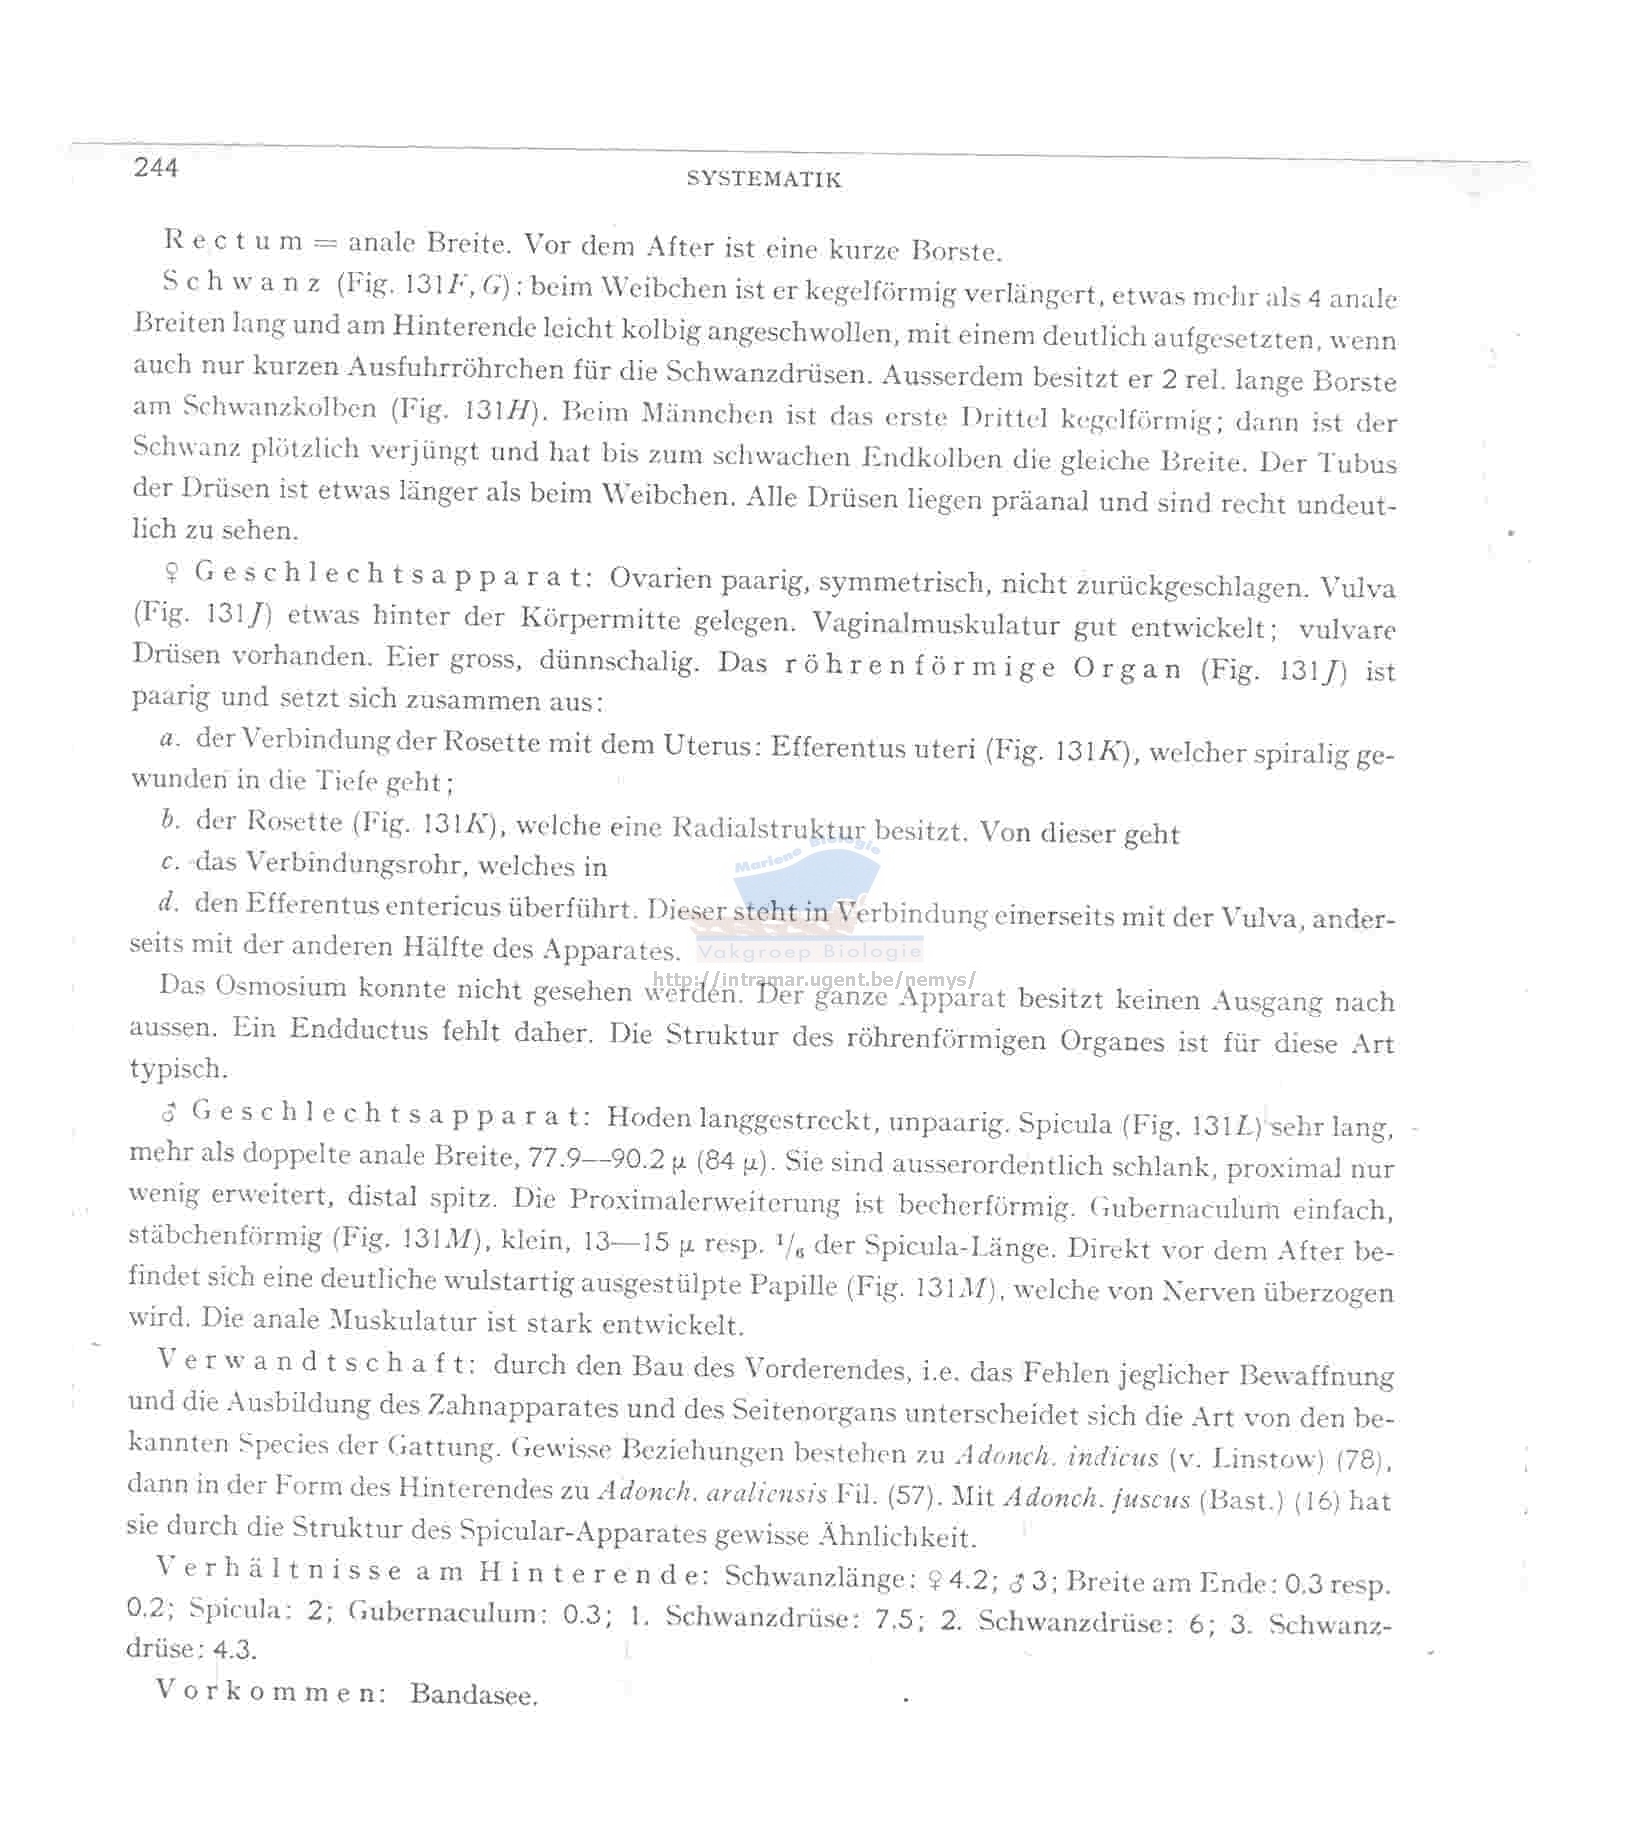 244
SYSTEMATIK
Rectum = anale Breite. Vor dem After ist eine kurze Borste.
Schwanz (Fig. 131F, G): beim Weibchen ist er kegelförmig verlängert, etwas mehr als 4 anale
Breiten lang und am Hinterende leicht kolbig angeschwollen, mit einem deutlich aufgesetzten, wenn
auch nur kurzen Ausfuhrröhrchen für die Schwanzdrüsen. Ausserdem besitzt er 2 rel. lange Borste
am Schwanzkolben (Fig. 131H). Beim Männchen ist das erste Drittel kegelförmig; dann ist der
Schwanz plötzlich verjüngt und hat bis zum schwachen Endkolben die gleiche Breite. Der Tubus
der Drüsen ist etwas länger als beim Weibchen. Alle Drüsen liegen präanal und sind recht undeut-
lich zu sehen.
♀ Geschlechtsapparat: Ovarien paarig, symmetrisch, nicht zurückgeschlagen. Vulva
(Fig. 131J) etwas hinter der Körpermitte gelegen. Vaginalmuskulatur gut entwickelt; vulvare
Drüsen vorhanden. Eier gross, dünnschalig. Das röhrenförmige Organ (Fig. 131J) ist
paarig und setzt sich zusammen aus:
a. der Verbindung der Rosette mit dem Uterus: Efferentus uteri (Fig. 131K), welcher spiralig ge-
wunden in die Tiefe geht;
b. der Rosette (Fig. 131K), welche eine Radialstruktur besitzt. Von dieser geht
c. das Verbindungsrohr, welches in
d. den Efferentus entericus überführt. Dieser steht in Verbindung einerseits mit der Vulva, ander-
seits mit der anderen Hälfte des Apparates.
Mariene Biologie
Vakgroep Biologie
http://intramar.ugent.be/nemys/
Das Osmosium konnte nicht gesehen werden. Der ganze Apparat besitzt keinen Ausgang nach
aussen. Ein Endductus fehlt daher. Die Struktur des röhrenförmigen Organes ist für diese Art
typisch.
♂ Geschlechtsapparat: Hoden langgestreckt, unpaarig. Spicula (Fig. 131L) sehr lang,
mehr als doppelte anale Breite, 77.9—90.2 μ (84 μ). Sie sind ausserordentlich schlank, proximal nur
wenig erweitert, distal spitz. Die Proximalerweiterung ist becherförmig. Gubernaculum einfach,
stäbchenförmig (Fig. 131M), klein, 13—15 μ resp. 1/6 der Spicula-Länge. Direkt vor dem After be-
findet sich eine deutliche wulstartig ausgestülpte Papille (Fig. 131M), welche von Nerven überzogen
wird. Die anale Muskulatur ist stark entwickelt.
Verwandtschaft: durch den Bau des Vorderendes, i.e. das Fehlen jeglicher Bewaffnung
und die Ausbildung des Zahnapparates und des Seitenorgans unterscheidet sich die Art von den be-
kannten Species der Gattung. Gewisse Beziehungen bestehen zu Adonch. indicus (v. Linstow) (78),
dann in der Form des Hinterendes zu Adonch. araliensis Fil. (57). Mit Adonch. fuscus (Bast.) (16) hat
sie durch die Struktur des Spicular-Apparates gewisse Ähnlichkeit.
Verhältnisse am Hinterende: Schwanzlänge: ♀ 4.2; ♂ 3; Breite am Ende: 0.3 resp.
0.2; Spicula: 2; Gubernaculum: 0.3; 1. Schwanzdrüse: 7.5; 2. Schwanzdrüse: 6; 3. Schwanz-
drüse: 4.3.
Vorkommen: Bandasee.